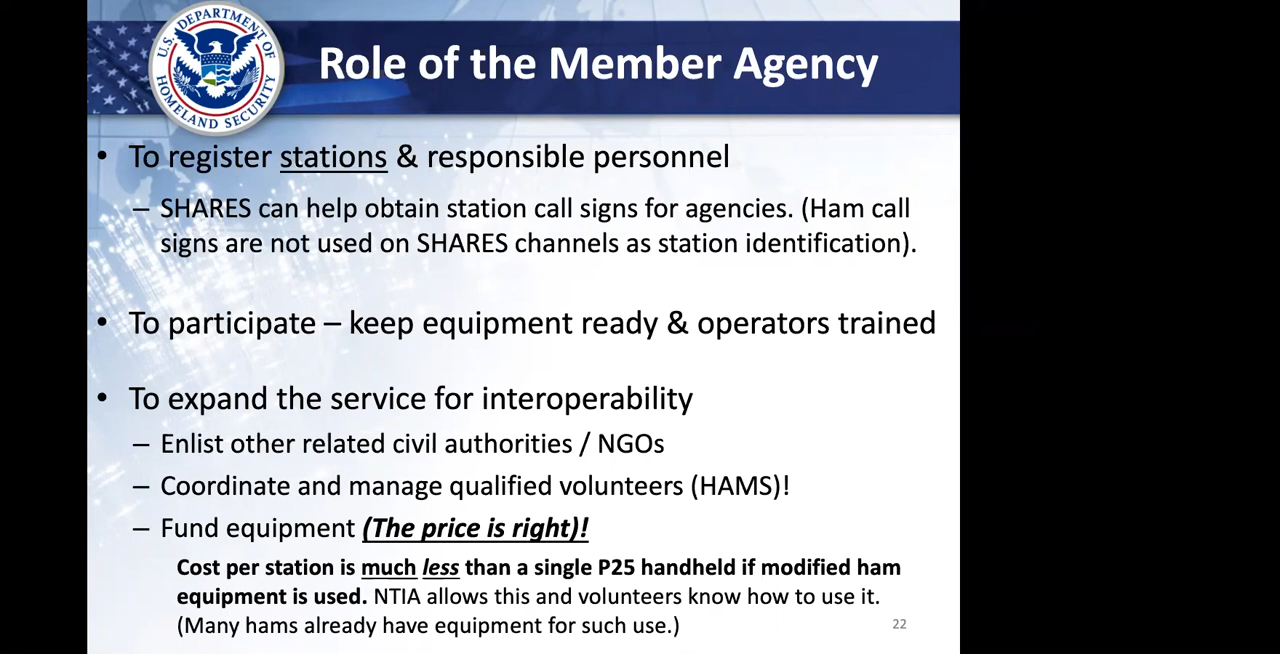 U.S. DEPARTMENT OF HOMELAND SECURITY
Role of the Member Agency
• To register stations & responsible personnel
– SHARES can help obtain station call signs for agencies. (Ham call
signs are not used on SHARES channels as station identification).
• To participate – keep equipment ready & operators trained
• To expand the service for interoperability
– Enlist other related civil authorities / NGOs
– Coordinate and manage qualified volunteers (HAMS)!
– Fund equipment (The price is right)!
Cost per station is much less than a single P25 handheld if modified ham
equipment is used. NTIA allows this and volunteers know how to use it.
(Many hams already have equipment for such use.)
22